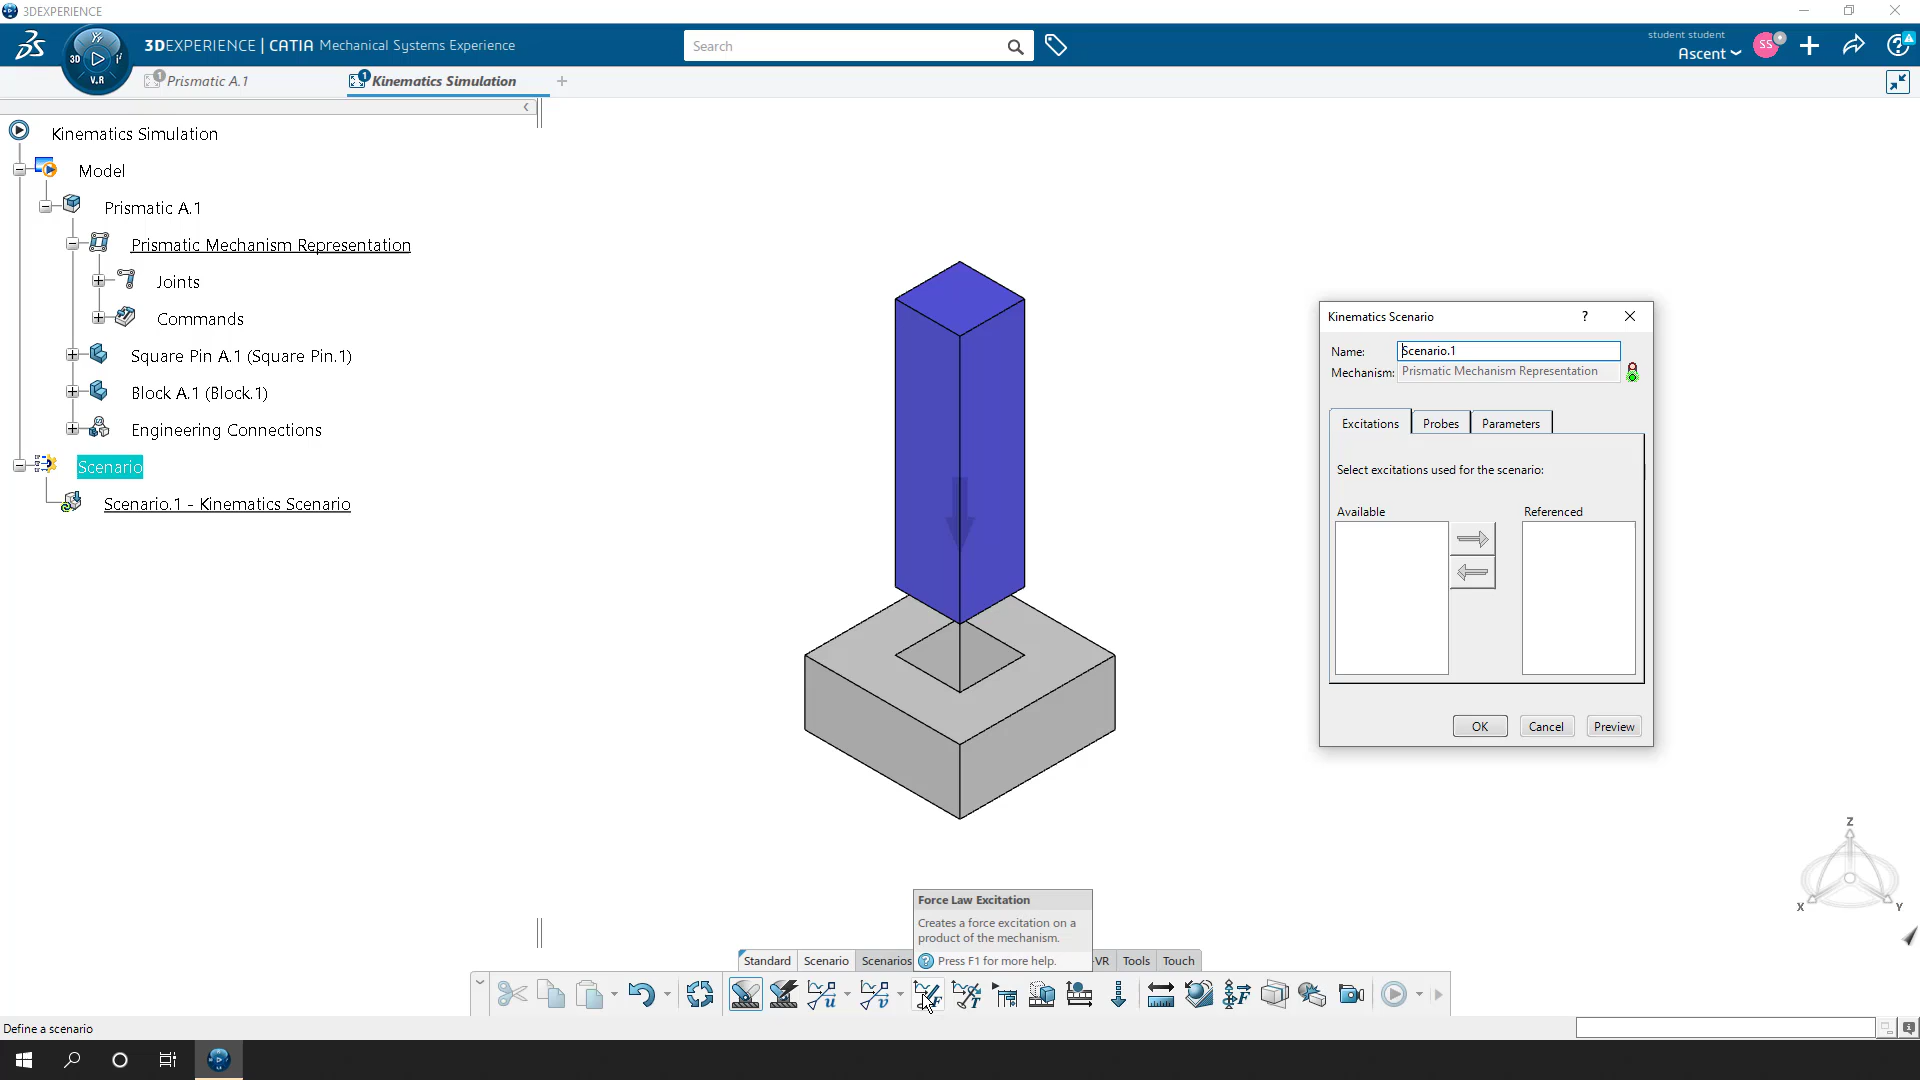 3DEXPERIENCE
3DEXPERIENCE | CATIA Mechanical Systems Experience
Search
student student
Ascent
SS
3D
V.R
Prismatic A.1
Kinematics Simulation
Kinematics Simulation
Model
Prismatic A.1
Prismatic Mechanism Representation
Joints
Commands
Square Pin A.1 (Square Pin.1)
Block A.1 (Block.1)
Engineering Connections
Scenario
Scenario.1 - Kinematics Scenario
Kinematics Scenario
?
Name: Scenario.1
Mechanism: Prismatic Mechanism Representation
Excitations Probes Parameters
Select excitations used for the scenario:
Available Referenced
OK Cancel Preview
Z
X
Y
Force Law Excitation
Creates a force excitation on a
product of the mechanism.
Press F1 for more help.
Standard Scenario Scenarios -VR Tools Touch
Define a scenario